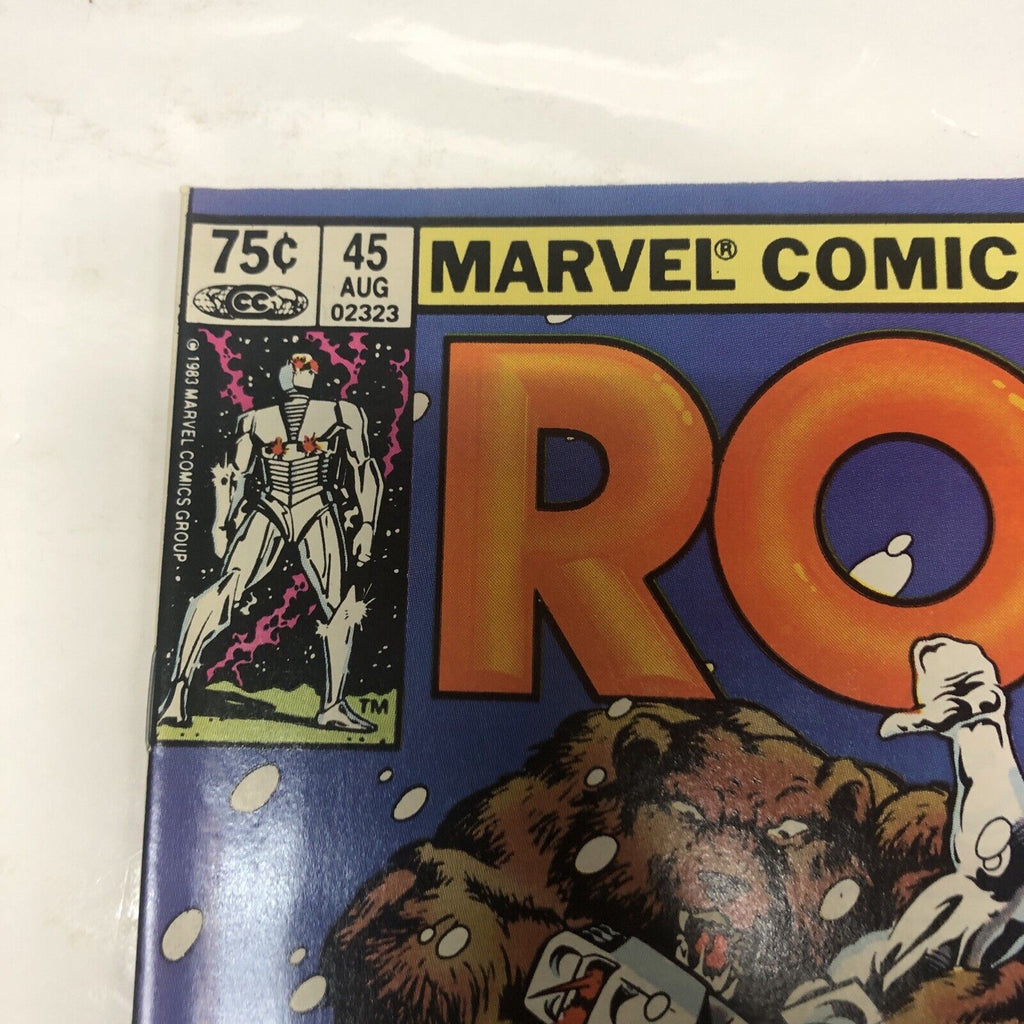 75¢
CC
45
AUG
02323
MARVEL® COMIC
© 1983 MARVEL COMICS GROUP
RO
TM